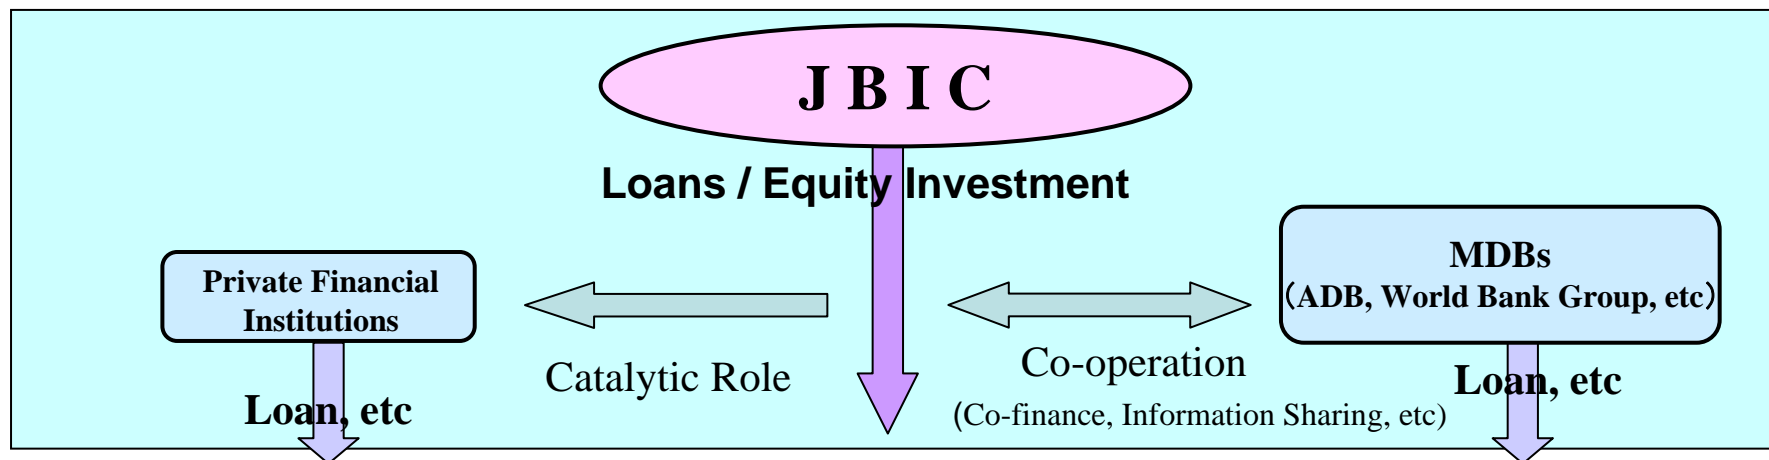 J B I C
Loans / Equity Investment
Private Financial
Institutions
MDBs
(ADB, World Bank Group, etc)
Catalytic Role
Co-operation
(Co-finance, Information Sharing, etc)
Loan, etc
Loan, etc